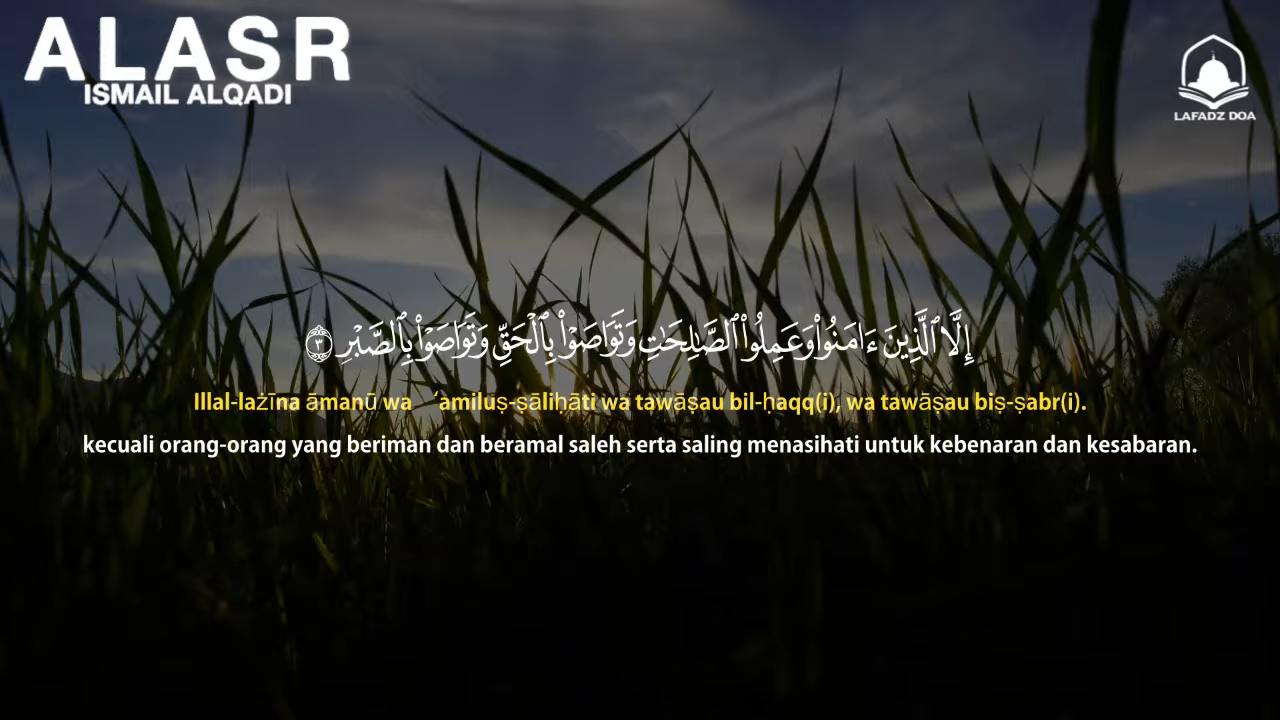 ALASR
ISMAIL ALQADI
LAFADZ DOA
إِلَّا ٱلَّذِينَ ءَامَنُوا۟ وَعَمِلُوا۟ ٱلصَّـٰلِحَـٰتِ وَتَوَاصَوْا۟ بِٱلْحَقِّ وَتَوَاصَوْا۟ بِٱلصَّبْرِ ٣
Illal-lażīna āmanū wa ‘amiluṣ-ṣāliḥāti wa tawāṣau bil-ḥaqq(i), wa tawāṣau biṣ-ṣabr(i).
kecuali orang-orang yang beriman dan beramal saleh serta saling menasihati untuk kebenaran dan kesabaran.